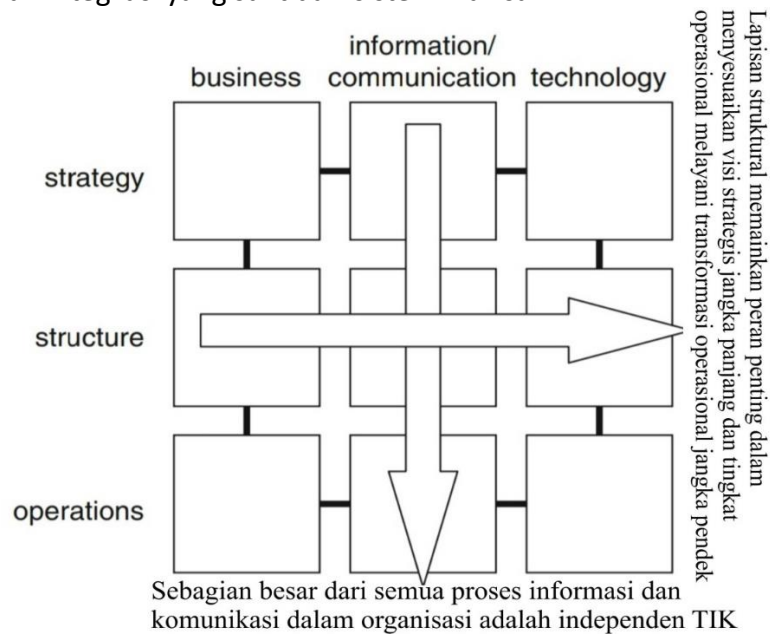 information/
business communication technology
strategy
structure
operations
Lapisan struktural memainkan peran penting dalam
menyesuaikan visi strategis jangka panjang dan tingkat
operasional melayani transformasi operasional jangka pendek
Sebagian besar dari semua proses informasi dan
komunikasi dalam organisasi adalah independen TIK